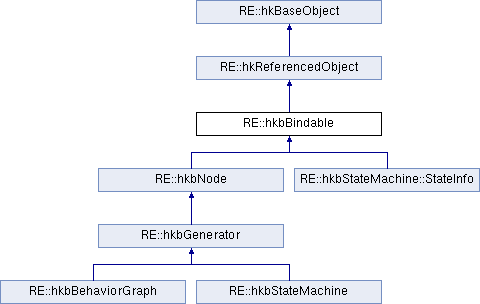 RE::hkBaseObject
RE::hkReferencedObject
RE::hkbBindable
RE::hkbNode
RE::hkbStateMachine::StateInfo
RE::hkbGenerator
RE::hkbBehaviorGraph
RE::hkbStateMachine